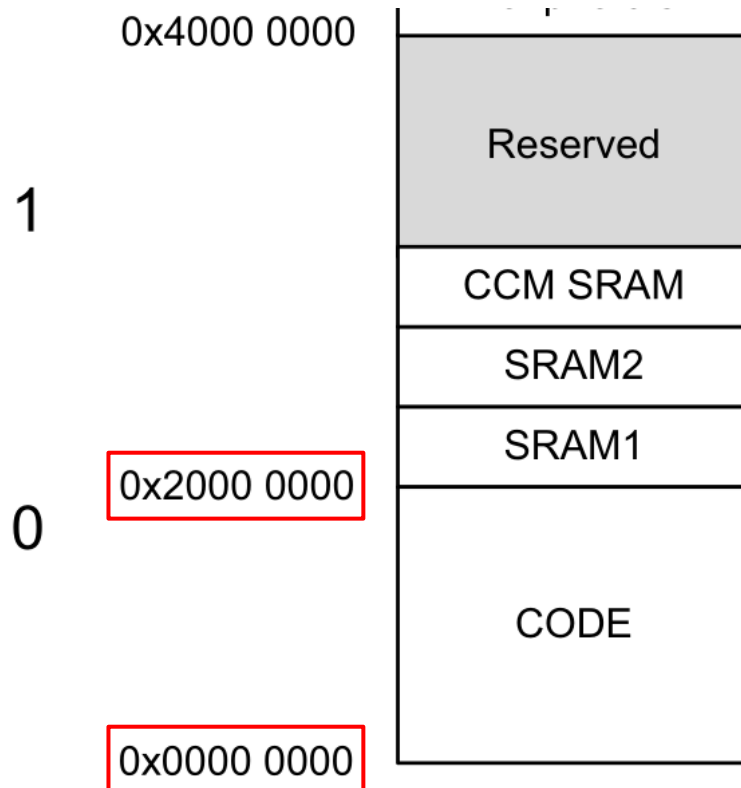 0x4000 0000
Reserved
1
CCM SRAM
SRAM2
SRAM1
0x2000 0000
0
CODE
0x0000 0000